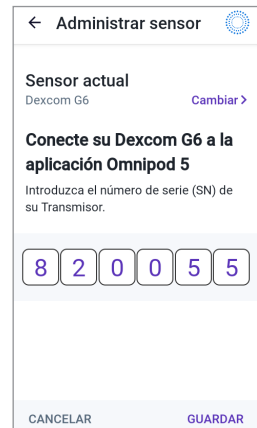 ← Administrar sensor
Sensor actual
Dexcom G6
Cambiar >
Conecte su Dexcom G6 a la
aplicación Omnipod 5
Introduzca el número de serie (SN) de
su Transmisor.
8 2 0 0 5 5
CANCELAR
GUARDAR